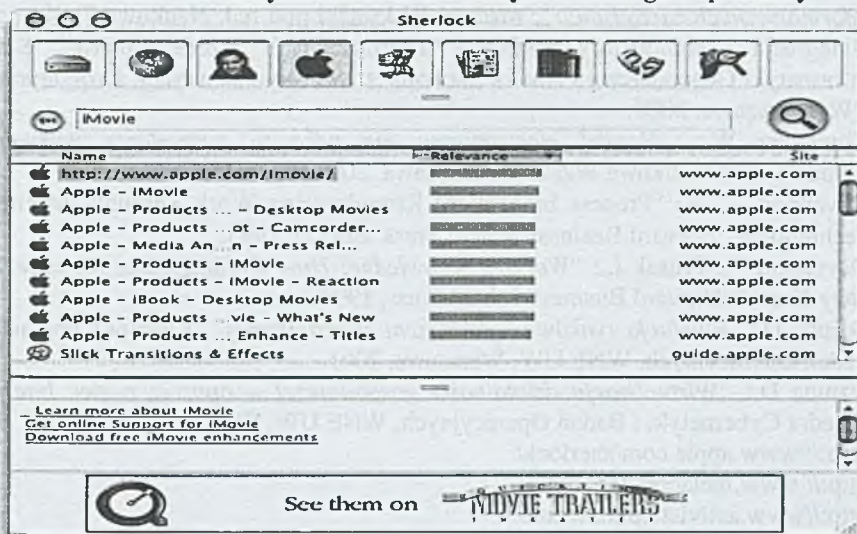 Sherlock
iMovie
Name Relevance Site
http://www.apple.com/imovie/ www.apple.com
Apple - iMovie www.apple.com
Apple - Products ... - Desktop Movies www.apple.com
Apple - Products ...ot - Camcorder... www.apple.com
Apple - Media An...n - Press Rel... www.apple.com
Apple - Products - iMovie www.apple.com
Apple - Products - iMovie - Reaction www.apple.com
Apple - iBook - Desktop Movies www.apple.com
Apple - Products ...vie - What's New www.apple.com
Apple - Products ... Enhance - Titles www.apple.com
Slick Transitions & Effects guide.apple.com
Learn more about iMovie
Get online Support for iMovie
Download free iMovie enhancements
See them on MOVIE TRAILERS